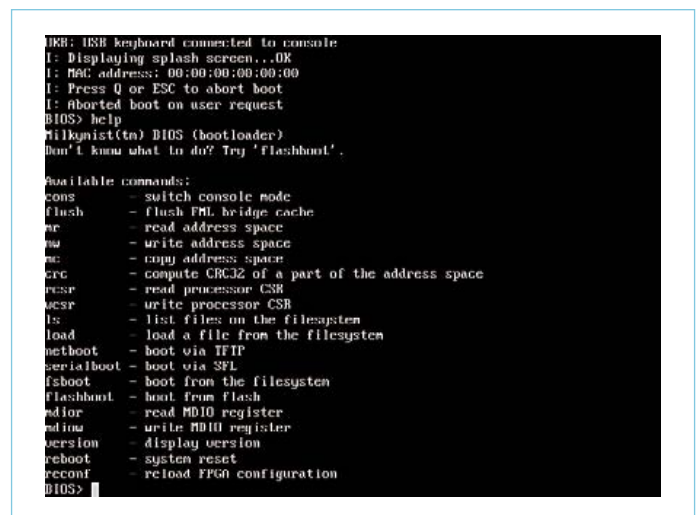 UKB: USB keyboard connected to console
I: Displaying splash screen...OK
I: MAC address: 00:00:00:00:00:00
I: Press Q or ESC to abort boot
I: Aborted boot on user request
BIOS> help
Milkymist(tm) BIOS (bootloader)
Don't know what to do? Try 'flashboot'.
Available commands:
cons - switch console mode
flush - flush FML bridge cache
mr - read address space
mw - write address space
mc - copy address space
crc - compute CRC32 of a part of the address space
rcsr - read processor CSR
wcsr - write processor CSR
ls - list files on the filesystem
load - load a file from the filesystem
netboot - boot via TFTP
serialboot - boot via SFL
fsboot - boot from the filesystem
flashboot - boot from flash
mdior - read MDIO register
mdiow - write MDIO register
version - display version
reboot - system reset
reconf - reload FPGA configuration
BIOS>